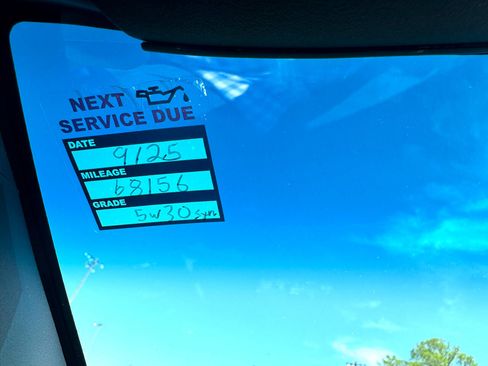 NEXT
SERVICE DUE
DATE
9/25
MILEAGE
68156
GRADE
5w30 syn